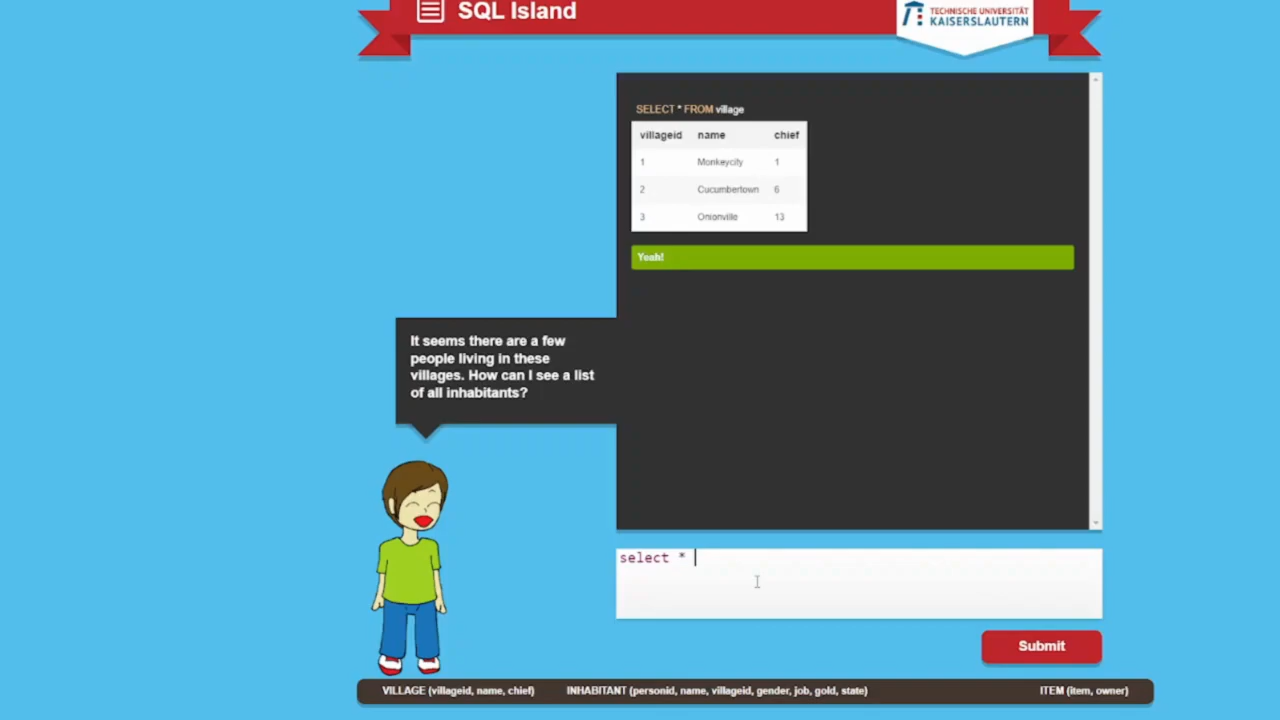 SQL Island
TECHNISCHE UNIVERSITÄT
KAISERSLAUTERN
SELECT * FROM village
villageid name chief
1 Monkeycity 1
2 Cucumbertown 6
3 Onionville 13
Yeah!
It seems there are a few
people living in these
villages. How can I see a list
of all inhabitants?
select *
Submit
VILLAGE (villageid, name, chief) INHABITANT (personid, name, villageid, gender, job, gold, state) ITEM (item, owner)